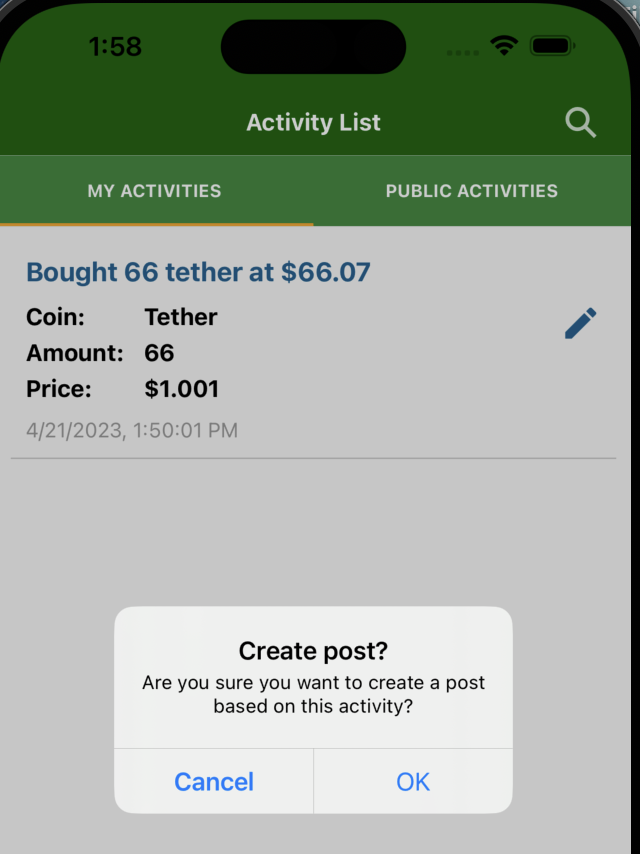 1:58
Activity List
MY ACTIVITIES PUBLIC ACTIVITIES
Bought 66 tether at $66.07
Coin: Tether
Amount: 66
Price: $1.001
4/21/2023, 1:50:01 PM
Create post?
Are you sure you want to create a post
based on this activity?
Cancel OK